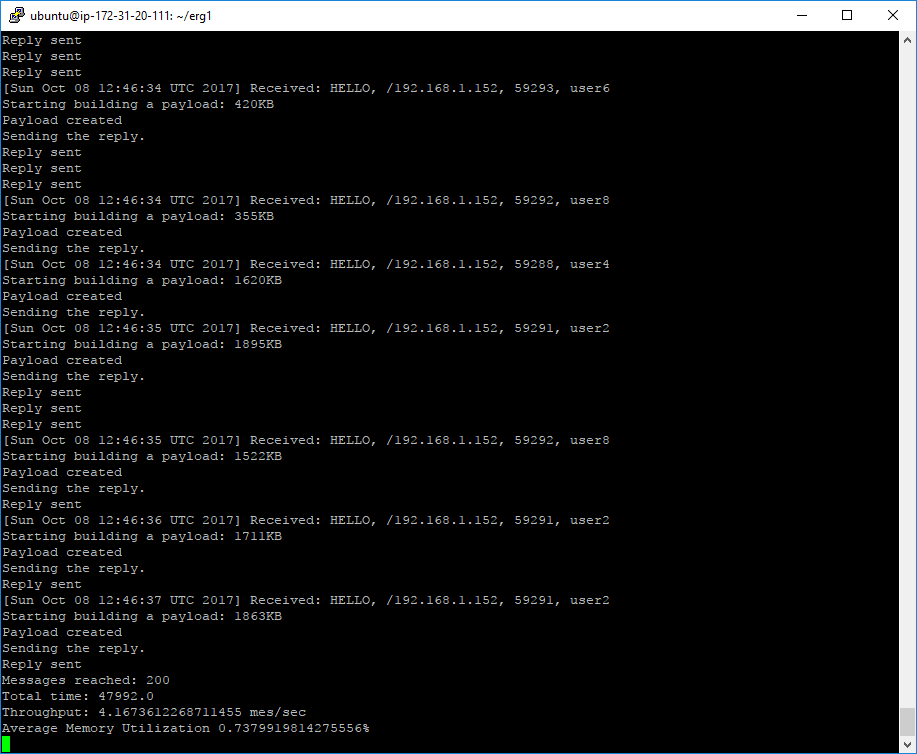 ubuntu@ip-172-31-20-111: ~/erg1
Reply sent
Reply sent
Reply sent
[Sun Oct 08 12:46:34 UTC 2017] Received: HELLO, /192.168.1.152, 59293, user6
Starting building a payload: 420KB
Payload created
Sending the reply.
Reply sent
Reply sent
Reply sent
[Sun Oct 08 12:46:34 UTC 2017] Received: HELLO, /192.168.1.152, 59292, user8
Starting building a payload: 355KB
Payload created
Sending the reply.
[Sun Oct 08 12:46:34 UTC 2017] Received: HELLO, /192.168.1.152, 59288, user4
Starting building a payload: 1620KB
Payload created
Sending the reply.
[Sun Oct 08 12:46:35 UTC 2017] Received: HELLO, /192.168.1.152, 59291, user2
Starting building a payload: 1895KB
Payload created
Sending the reply.
Reply sent
Reply sent
Reply sent
[Sun Oct 08 12:46:35 UTC 2017] Received: HELLO, /192.168.1.152, 59292, user8
Starting building a payload: 1522KB
Payload created
Sending the reply.
Reply sent
[Sun Oct 08 12:46:36 UTC 2017] Received: HELLO, /192.168.1.152, 59291, user2
Starting building a payload: 1711KB
Payload created
Sending the reply.
Reply sent
[Sun Oct 08 12:46:37 UTC 2017] Received: HELLO, /192.168.1.152, 59291, user2
Starting building a payload: 1863KB
Payload created
Sending the reply.
Reply sent
Messages reached: 200
Total time: 47992.0
Throughput: 4.1673612268711455 mes/sec
Average Memory Utilization 0.7379919814275556%